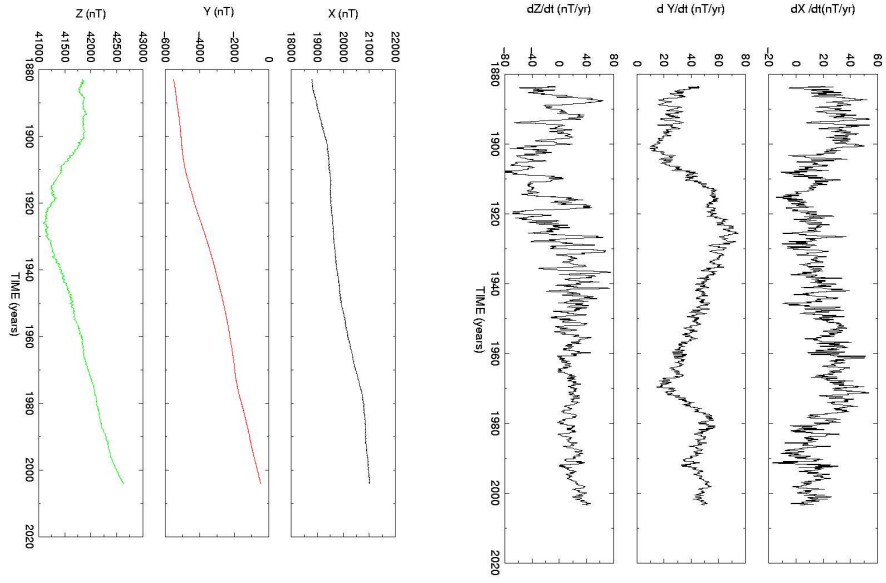 Z (nT)
41000 41500 42000 42500 43000
Y (nT)
-6000 -4000 -2000 0
X (nT)
18000 19000 20000 21000 22000
1880
1900
1920
1940
1960
1980
2000
2020
TIME (years)
dZ/dt (nT/yr)
-80 -40 0 40 80
d Y/dt (nT/yr)
0 20 40 60 80
dX /dt(nT/yr)
-20 0 20 40 60
1880
1900
1920
1940
1960
1980
2000
2020
TIME (years)